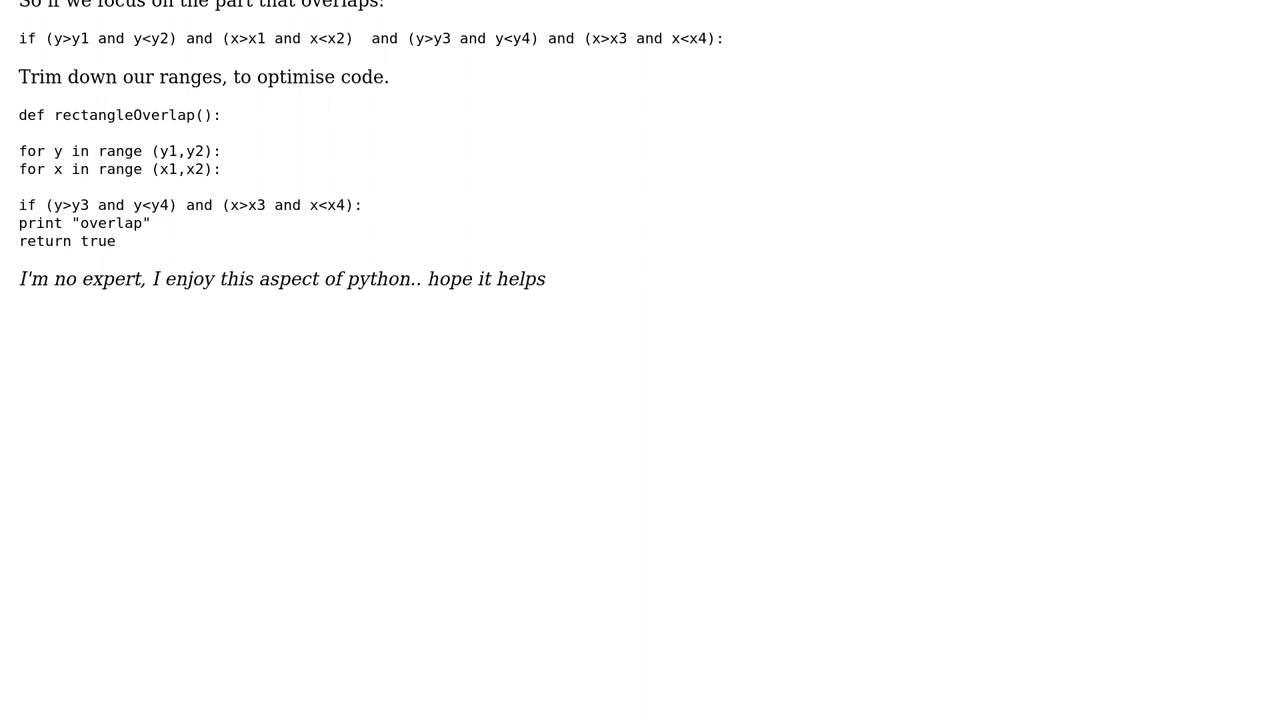 So if we focus on the part that overlaps:
if (y>y1 and y<y2) and (x>x1 and x<x2)  and (y>y3 and y<y4) and (x>x3 and x<x4):
Trim down our ranges, to optimise code.
def rectangleOverlap():
for y in range (y1,y2):
for x in range (x1,x2):
if (y>y3 and y<y4) and (x>x3 and x<x4):
print "overlap"
return true
I'm no expert, I enjoy this aspect of python.. hope it helps